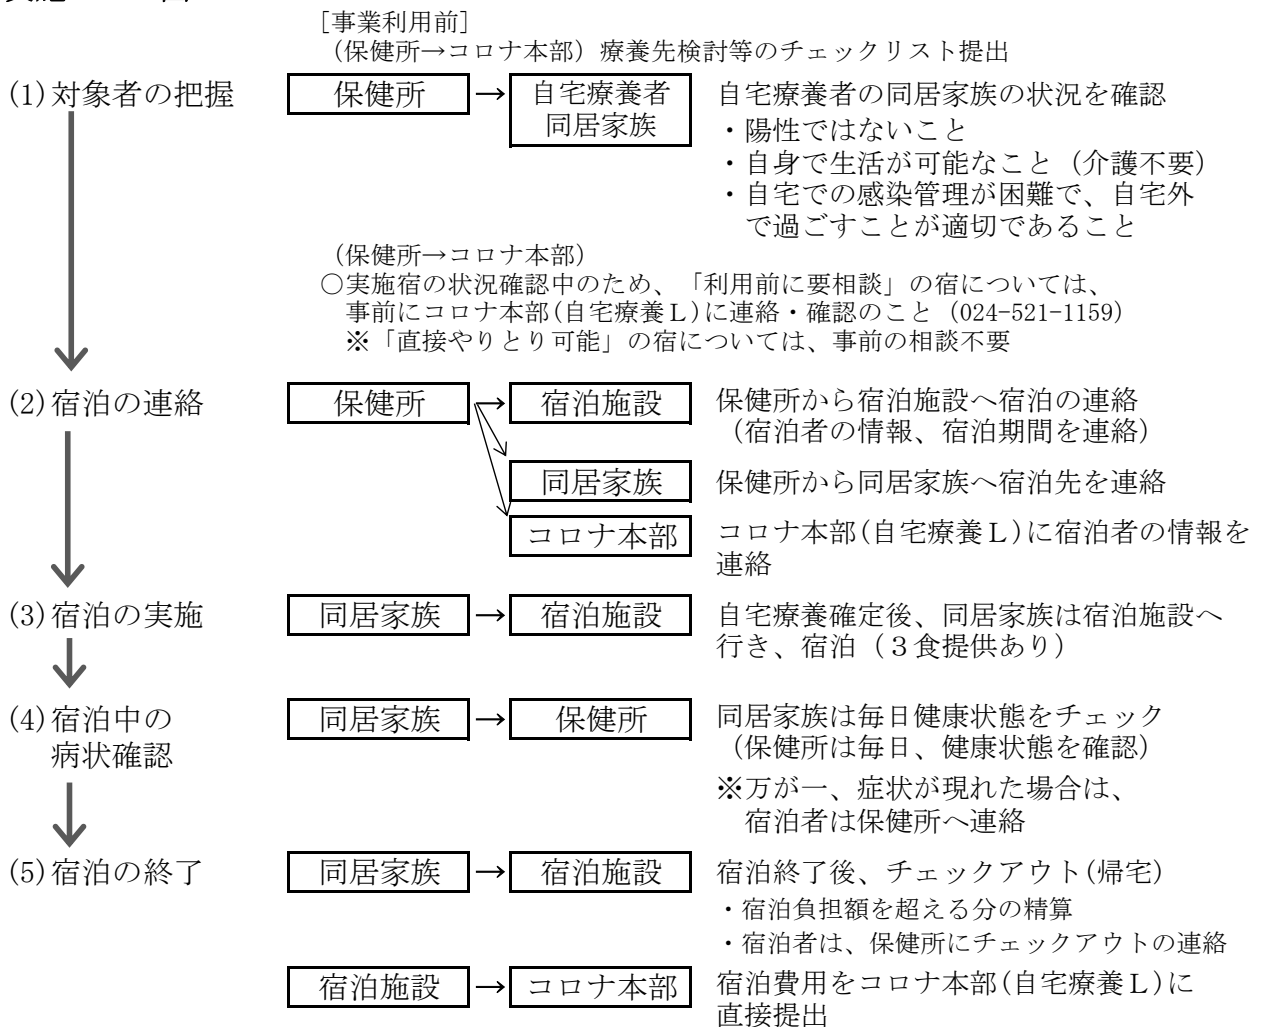 [事業利用前]
(保健所→コロナ本部) 療養先検討等のチェックリスト提出
(1)対象者の把握
保健所
→
自宅療養者
同居家族
自宅療養者の同居家族の状況を確認
・陽性ではないこと
・自身で生活が可能なこと (介護不要)
・自宅での感染管理が困難で、自宅外
で過ごすことが適切であること
(保健所→コロナ本部)
○実施宿の状況確認中のため、「利用前に要相談」の宿については、
事前にコロナ本部(自宅療養L)に連絡・確認のこと (024-521-1159)
※「直接やりとり可能」の宿については、事前の相談不要
(2)宿泊の連絡
保健所
→
宿泊施設
保健所から宿泊施設へ宿泊の連絡
(宿泊者の情報、宿泊期間を連絡)
同居家族
保健所から同居家族へ宿泊先を連絡
コロナ本部
コロナ本部(自宅療養L)に宿泊者の情報を
連絡
(3)宿泊の実施
同居家族
→
宿泊施設
自宅療養確定後、同居家族は宿泊施設へ
行き、宿泊 (3食提供あり)
(4)宿泊中の
病状確認
同居家族
→
保健所
同居家族は毎日健康状態をチェック
(保健所は毎日、健康状態を確認)
※万が一、症状が現れた場合は、
宿泊者は保健所へ連絡
(5)宿泊の終了
同居家族
→
宿泊施設
宿泊終了後、チェックアウト(帰宅)
・宿泊負担額を超える分の精算
・宿泊者は、保健所にチェックアウトの連絡
宿泊施設
→
コロナ本部
宿泊費用をコロナ本部(自宅療養L)に
直接提出